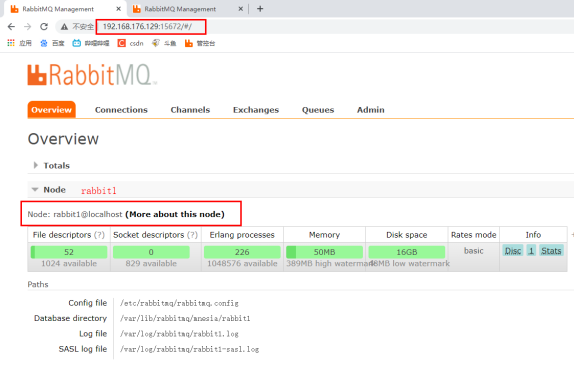 RabbitMQ Management
RabbitMQ Management
不安全 192.168.176.129:15672/#/
应用 百度 哔哩哔哩 csdn 斗鱼 管控台
RabbitMQ
Overview Connections Channels Exchanges Queues Admin
Overview
Totals
Node rabbit1
Node: rabbit1@localhost (More about this node)
File descriptors (?) Socket descriptors (?) Erlang processes Memory Disk space Rates mode Info
52 0 226 50MB 16GB basic Disc 1 Stats
1024 available 829 available 1048576 available 389MB high watermark 48MB low watermark
Paths
Config file /etc/rabbitmq/rabbitmq.config
Database directory /var/lib/rabbitmq/mnesia/rabbit1
Log file /var/log/rabbitmq/rabbit1.log
SASL log file /var/log/rabbitmq/rabbit1-sasl.log